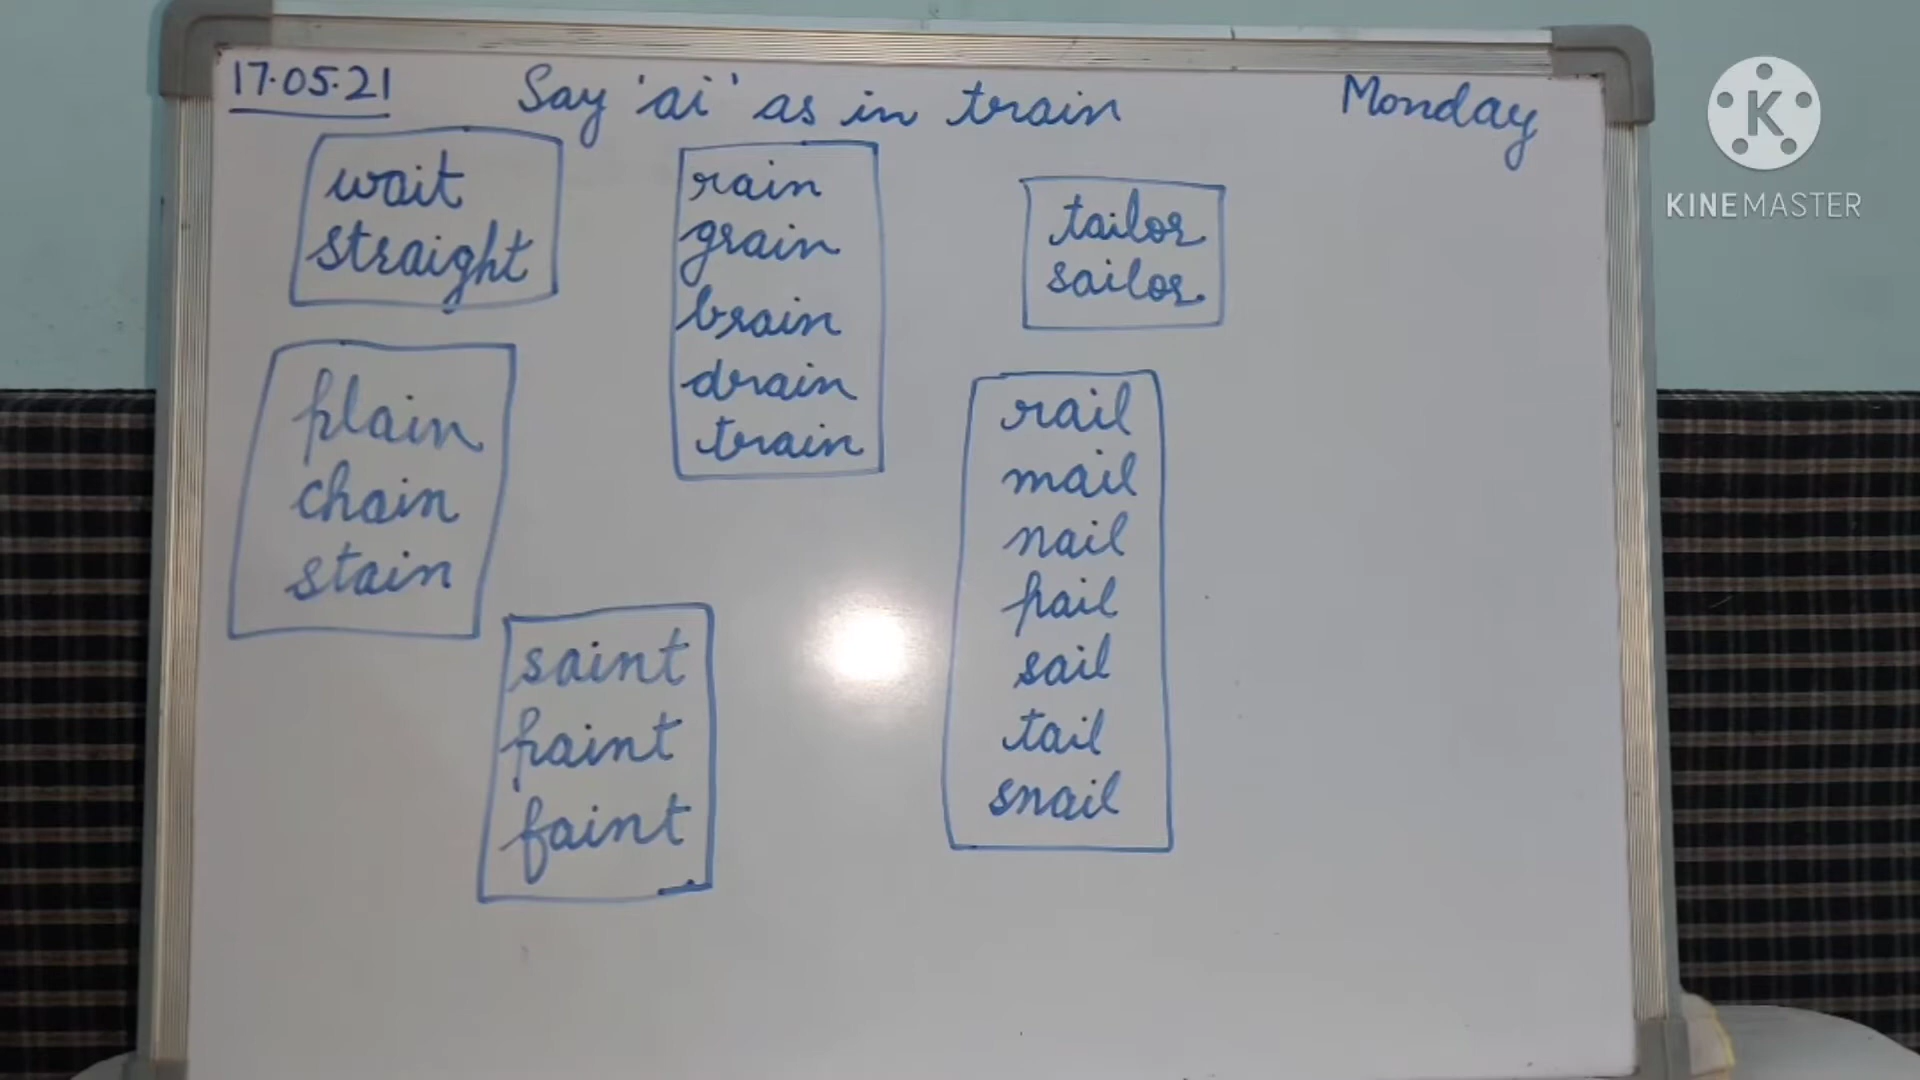 17.05.21
Say 'ai' as in train
Monday
wait
straight
rain
grain
brain
drain
train
tailor
sailor
plain
chain
stain
saint
paint
faint
rail
mail
nail
pail
sail
tail
snail
K
KINEMASTER